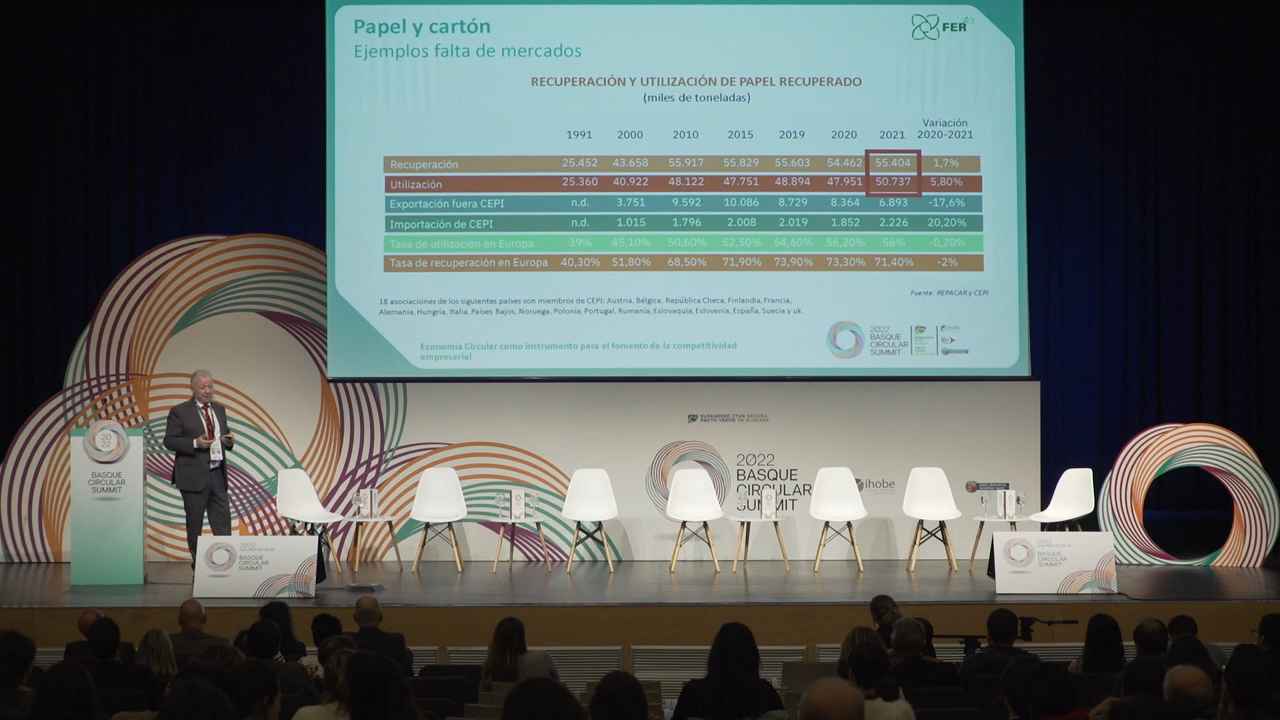 Papel y cartón
Ejemplos falta de mercados
FER
RECUPERACIÓN Y UTILIZACIÓN DE PAPEL RECUPERADO
(miles de toneladas)
1991 2000 2010 2015 2019 2020 2021 Variación 2020-2021
Recuperación 25.452 43.658 55.917 55.829 55.603 54.462 55.404 1,7%
Utilización 25.360 40.922 48.122 47.751 48.894 47.951 50.737 5,80%
Exportación fuera CEPI n.d. 3.751 9.592 10.086 8.729 8.364 6.893 -17,6%
Importación de CEPI n.d. 1.015 1.796 2.008 2.019 1.852 2.226 20,20%
Tasa de utilización en Europa 39% 45,10% 50,60% 52,50% 54,60% 56,20% 56% -0,20%
Tasa de recuperación en Europa 40,30% 51,80% 68,50% 71,90% 73,90% 73,30% 71,40% -2%
Fuente: REPACAR y CEPI
18 asociaciones de los siguientes países son miembros de CEPI: Austria, Bélgica, República Checa, Finlandia, Francia,
Alemania, Hungría, Italia, Países Bajos, Noruega, Polonia, Portugal, Rumanía, Eslovaquia, Eslovenia, España, Suecia y uk.
Economía Circular como instrumento para el fomento de la competitividad
empresarial
2022
BASQUE
CIRCULAR
SUMMIT
EUSKADIKO ITUN BERDEA
PACTO VERDE DE EUSKADI
2022
BASQUE
CIRCULAR
SUMMIT
ihobe
20
22
BASQUE
CIRCULAR
SUMMIT
2022
BASQUE
CIRCULAR
SUMMIT
2022
BASQUE
CIRCULAR
SUMMIT